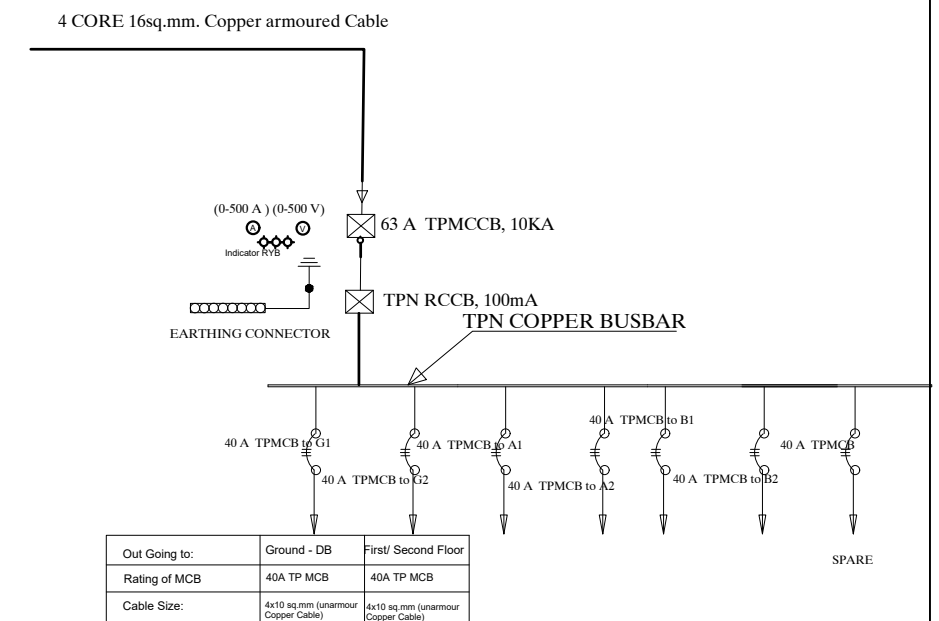 4 CORE 16sq.mm. Copper armoured Cable
(0-500 A ) (0-500 V)
A V
Indicator RYB
63 A TPMCCB, 10KA
TPN RCCB, 100mA
EARTHING CONNECTOR
TPN COPPER BUSBAR
40 A TPMCB to G1
40 A TPMCB to G2
40 A TPMCB to A1
40 A TPMCB to A2
40 A TPMCB to B1
40 A TPMCB to B2
40 A TPMCB
SPARE
Out Going to: Ground - DB First/ Second Floor
Rating of MCB 40A TP MCB 40A TP MCB
Cable Size: 4x10 sq.mm (unarmour Copper Cable) 4x10 sq.mm (unarmour Copper Cable)